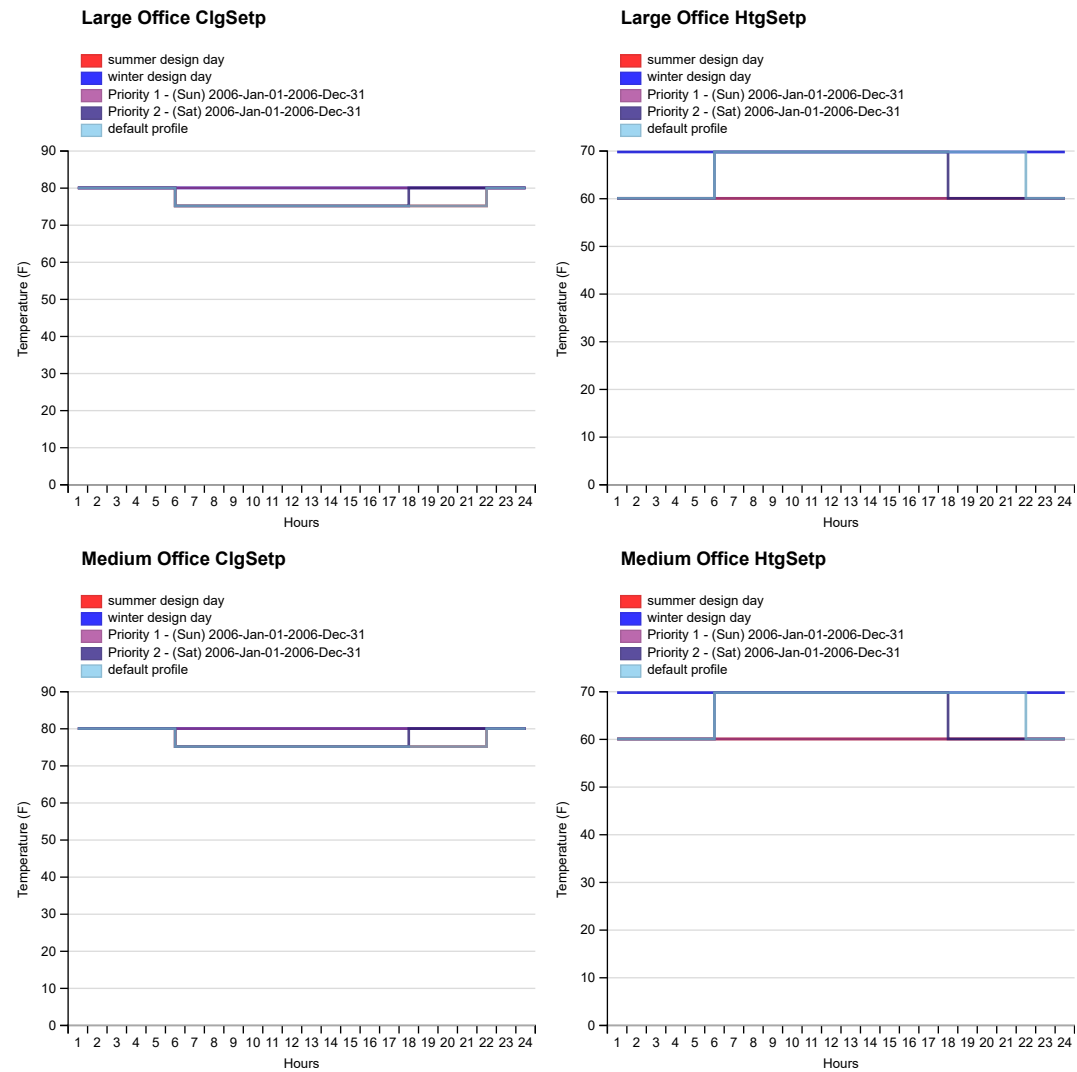 Large Office ClgSetp
summer design day
winter design day
Priority 1 - (Sun) 2006-Jan-01-2006-Dec-31
Priority 2 - (Sat) 2006-Jan-01-2006-Dec-31
default profile
90
80
70
60
50
40
30
20
10
0
Temperature (F)
1 2 3 4 5 6 7 8 9 10 11 12 13 14 15 16 17 18 19 20 21 22 23 24
Hours
Large Office HtgSetp
summer design day
winter design day
Priority 1 - (Sun) 2006-Jan-01-2006-Dec-31
Priority 2 - (Sat) 2006-Jan-01-2006-Dec-31
default profile
70
60
50
40
30
20
10
0
Temperature (F)
1 2 3 4 5 6 7 8 9 10 11 12 13 14 15 16 17 18 19 20 21 22 23 24
Hours
Medium Office ClgSetp
summer design day
winter design day
Priority 1 - (Sun) 2006-Jan-01-2006-Dec-31
Priority 2 - (Sat) 2006-Jan-01-2006-Dec-31
default profile
90
80
70
60
50
40
30
20
10
0
Temperature (F)
1 2 3 4 5 6 7 8 9 10 11 12 13 14 15 16 17 18 19 20 21 22 23 24
Hours
Medium Office HtgSetp
summer design day
winter design day
Priority 1 - (Sun) 2006-Jan-01-2006-Dec-31
Priority 2 - (Sat) 2006-Jan-01-2006-Dec-31
default profile
70
60
50
40
30
20
10
0
Temperature (F)
1 2 3 4 5 6 7 8 9 10 11 12 13 14 15 16 17 18 19 20 21 22 23 24
Hours